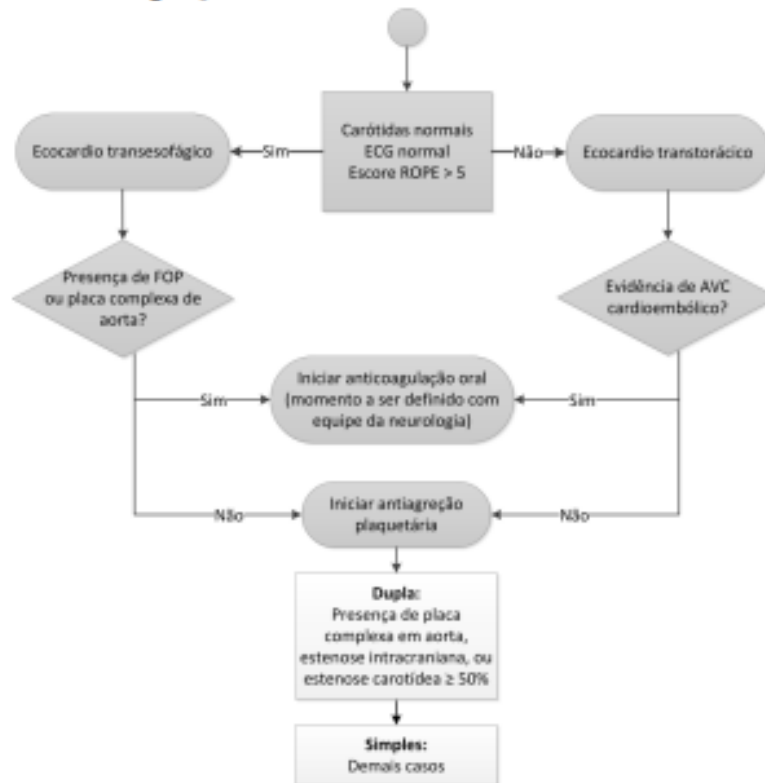 Carótidas normais
ECG normal
Escore ROPE > 5
Sim
Não
Ecocardio transesofágico
Ecocardio transtorácico
Presença de FOP
ou placa complexa de
aorta?
Evidência de AVC
cardioembólico?
Iniciar anticoagulação oral
(momento a ser definido com
equipe da neurologia)
Sim
Sim
Iniciar antiagreção
plaquetária
Não
Não
Dupla:
Presença de placa
complexa em aorta,
estenose intracraniana, ou
estenose carotídea ≥ 50%
Simples:
Demais casos